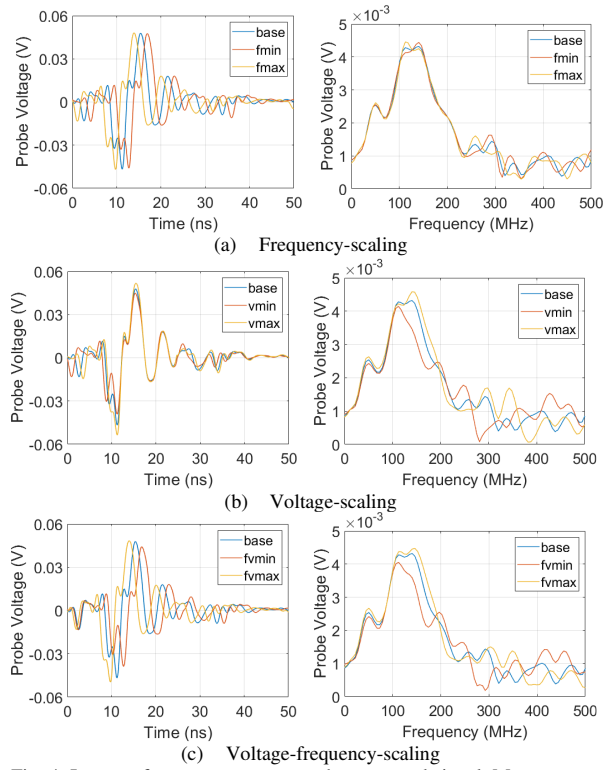 Probe Voltage (V)
0.06
0.03
0
-0.03
-0.06
0 10 20 30 40 50
Time (ns)
base
fmin
fmax
×10⁻³
Probe Voltage (V)
5
4
3
2
1
0
0 100 200 300 400 500
Frequency (MHz)
base
fmin
fmax
(a) Frequency-scaling
Probe Voltage (V)
0.06
0.03
0
-0.03
-0.06
0 10 20 30 40 50
Time (ns)
base
vmin
vmax
×10⁻³
Probe Voltage (V)
5
4
3
2
1
0
0 100 200 300 400 500
Frequency (MHz)
base
vmin
vmax
(b) Voltage-scaling
Probe Voltage (V)
0.06
0.03
0
-0.03
-0.06
0 10 20 30 40 50
Time (ns)
base
fvmin
fvmax
×10⁻³
Probe Voltage (V)
5
4
3
2
1
0
0 100 200 300 400 500
Frequency (MHz)
base
fvmin
fvmax
(c) Voltage-frequency-scaling